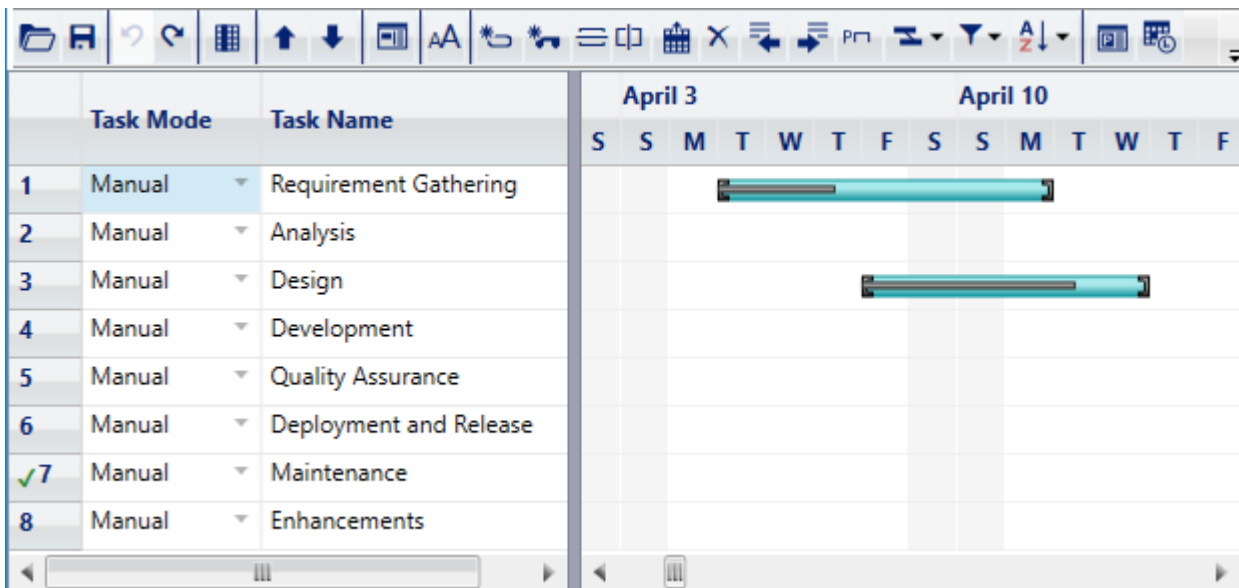 AA P A Z P
April 3 April 10
Task Mode Task Name
S S M T W T F S S M T W T F
1 Manual Requirement Gathering
2 Manual Analysis
3 Manual Design
4 Manual Development
5 Manual Quality Assurance
6 Manual Deployment and Release
7 Manual Maintenance
8 Manual Enhancements